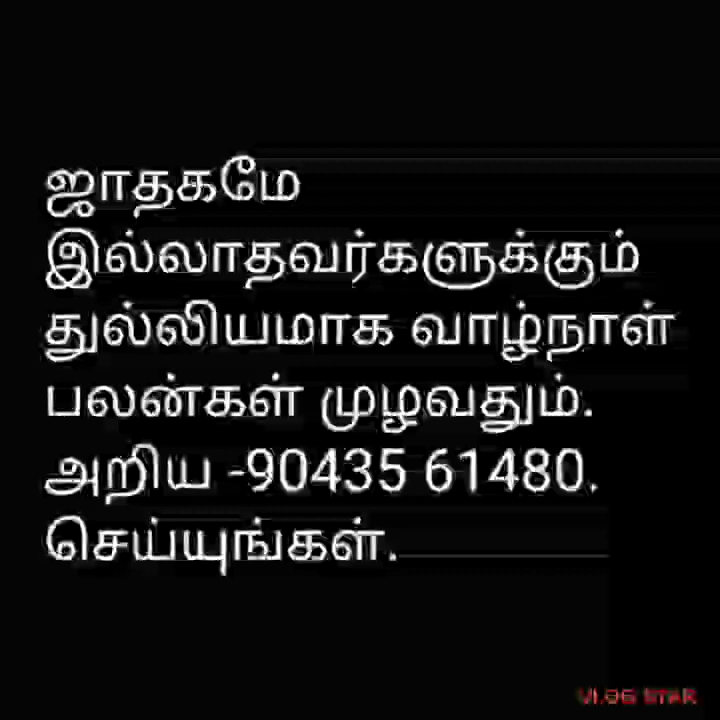 ஜாதகமே
இல்லாதவர்களுக்கும்
துல்லியமாக வாழ்நாள்
பலன்கள் முழவதும்.
அறிய -90435 61480.
செய்யுங்கள்.
VLOG STAR